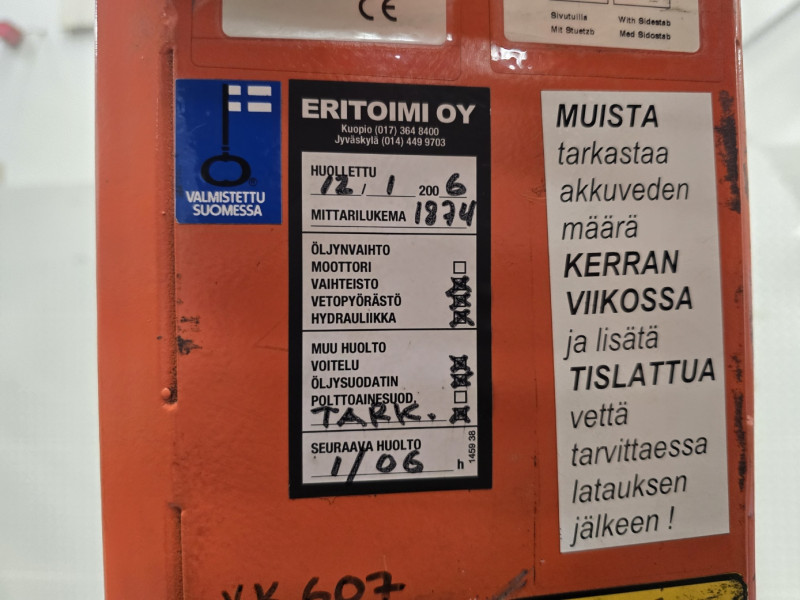 CE
Sivutuilla
Mit Stuetzb
With Sidestab
Med Sidostab
VALMISTETTU
SUOMESSA
ERITOIMI OY
Kuopio (017) 364 8400
Jyväskylä (014) 449 9703
HUOLLETTU
12 / 1 200 6
MITTARILUKEMA 1874
ÖLJYNVAIHTO
MOOTTORI
VAIHTEISTO
VETOPYÖRÄSTÖ
HYDRAULIIKKA
MUU HUOLTO
VOITELU
ÖLJYSUODATIN
POLTTOAINESUOD.
TARK.
SEURAAVA HUOLTO
1/06 h
1459 38
MUISTA
tarkastaa
akkuveden
määrä
KERRAN
VIIKOSSA
ja lisätä
TISLATTUA
vettä
tarvittaessa
latauksen
jälkeen !
607